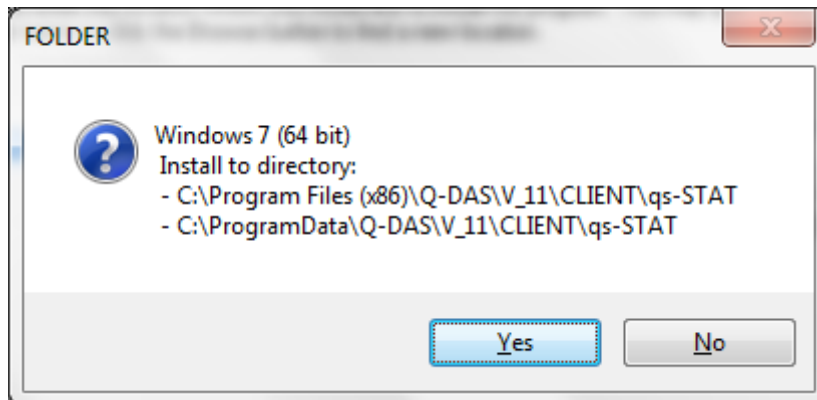 FOLDER
Windows 7 (64 bit)
Install to directory:
- C:\Program Files (x86)\Q-DAS\V_11\CLIENT\qs-STAT
- C:\ProgramData\Q-DAS\V_11\CLIENT\qs-STAT
Yes
No